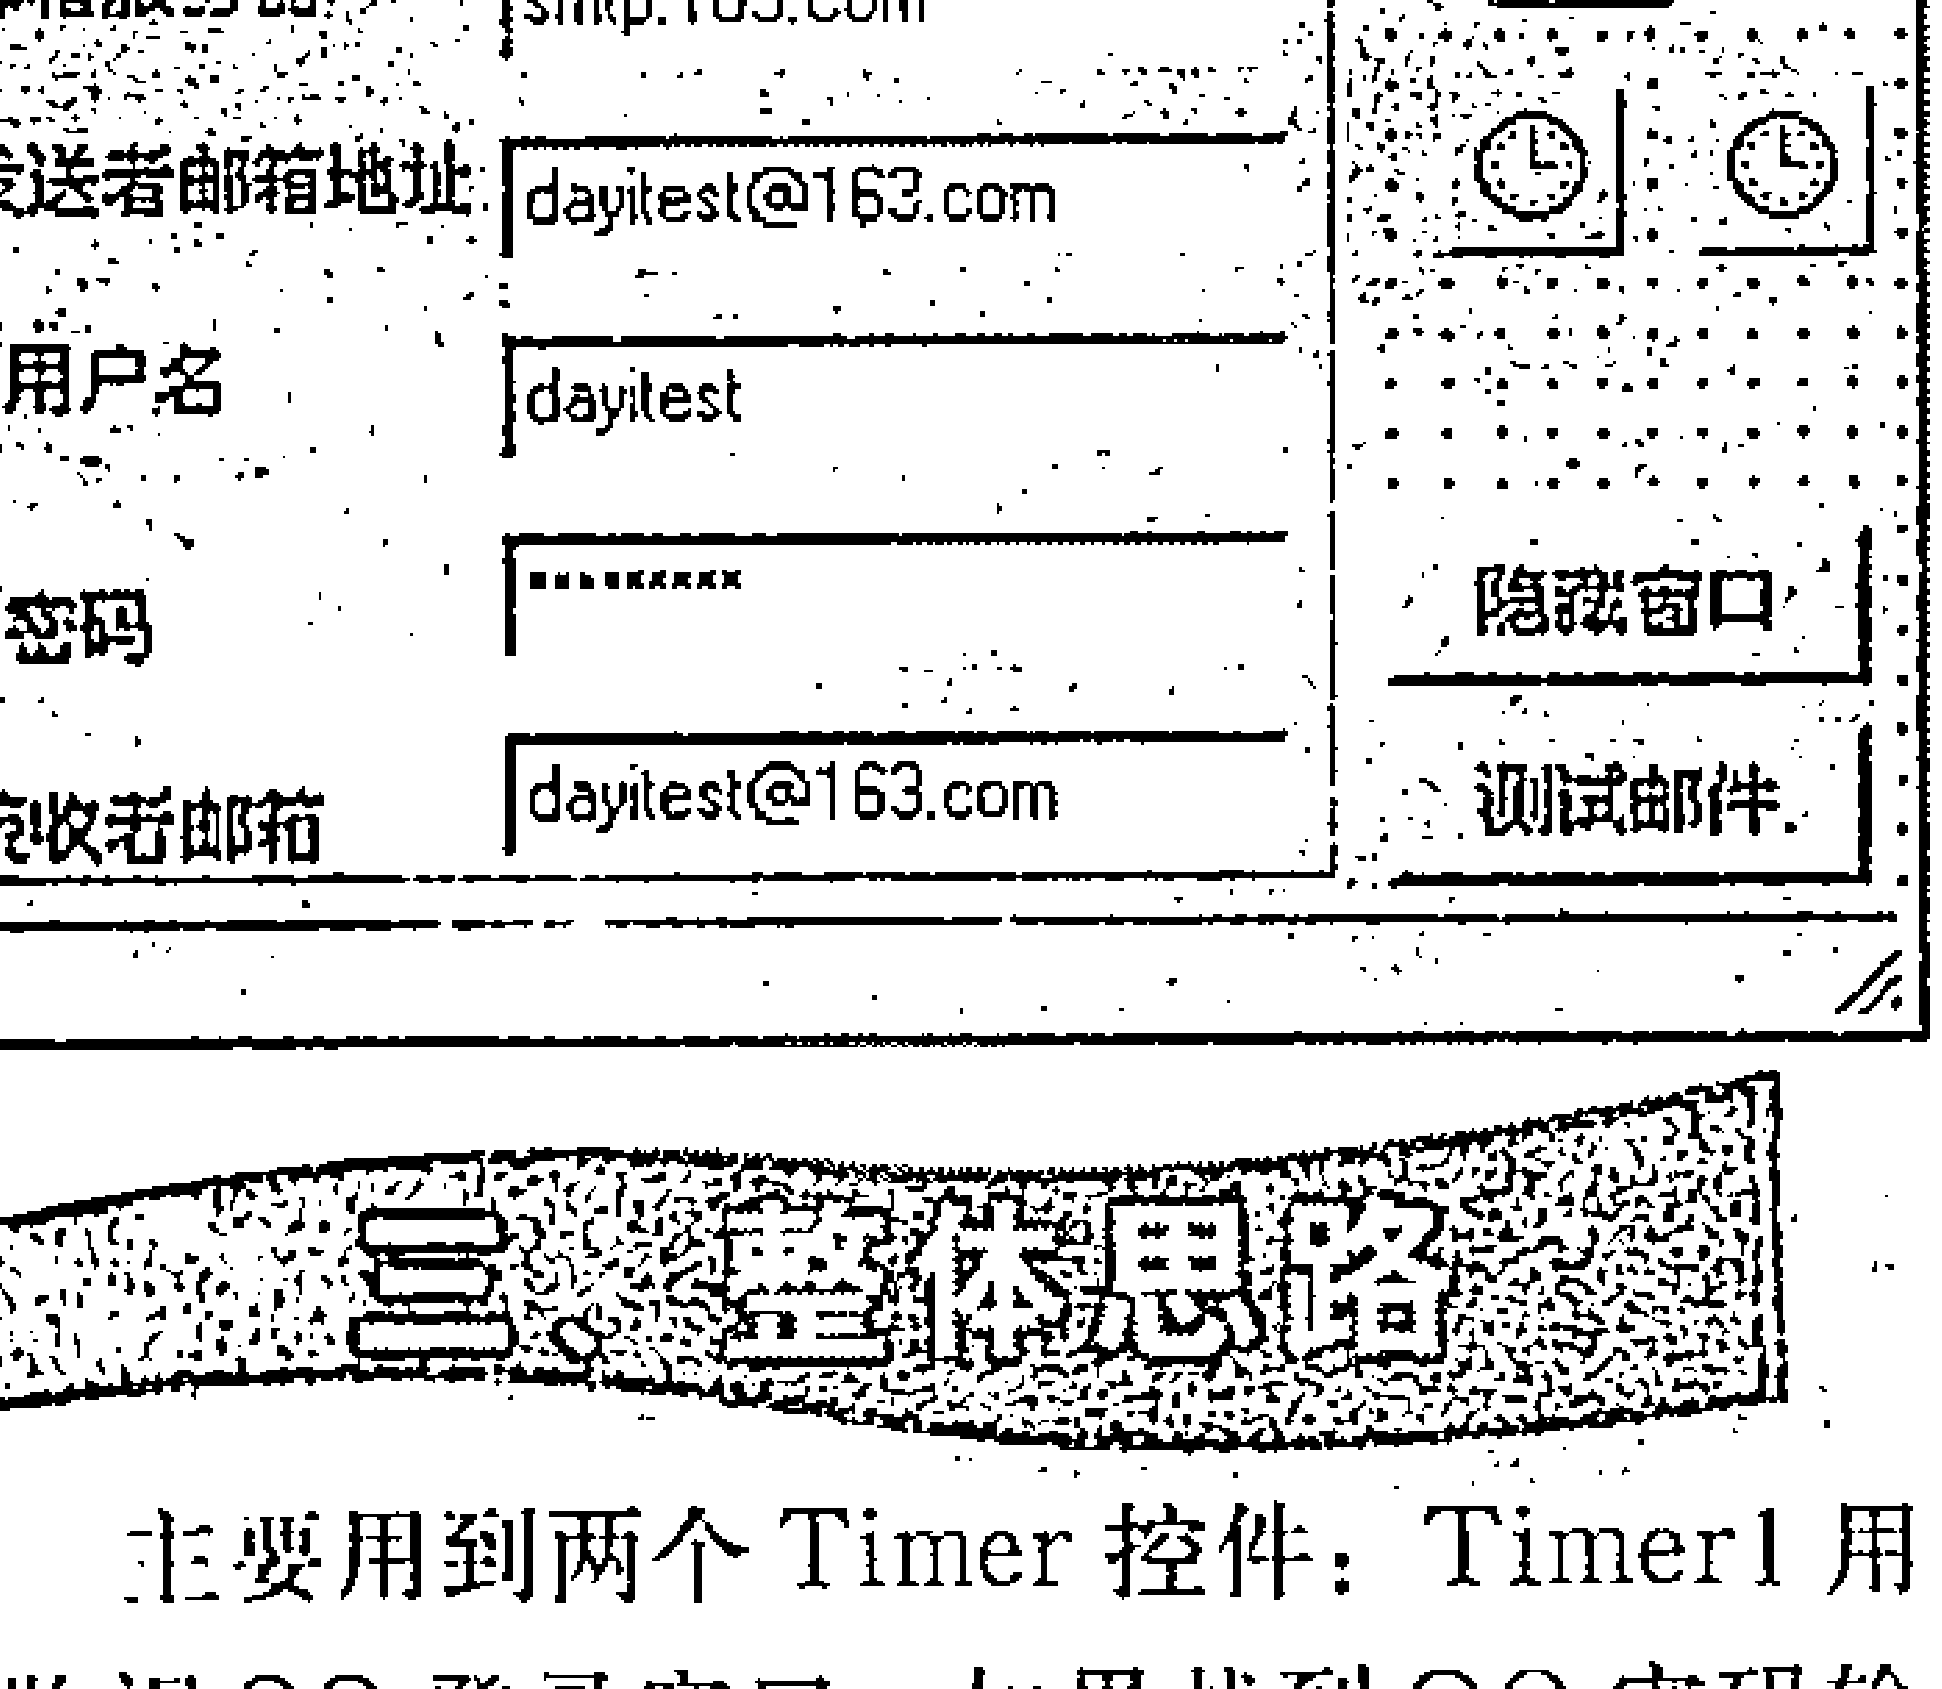 smtp.163.com
发送者邮箱地址 dayitest@163.com
用户名 dayitest
密码 *********
隐藏窗口
接收者邮箱 dayitest@163.com
测试邮件
三、整体思路
主要用到两个 Timer 控件：Timer1 用